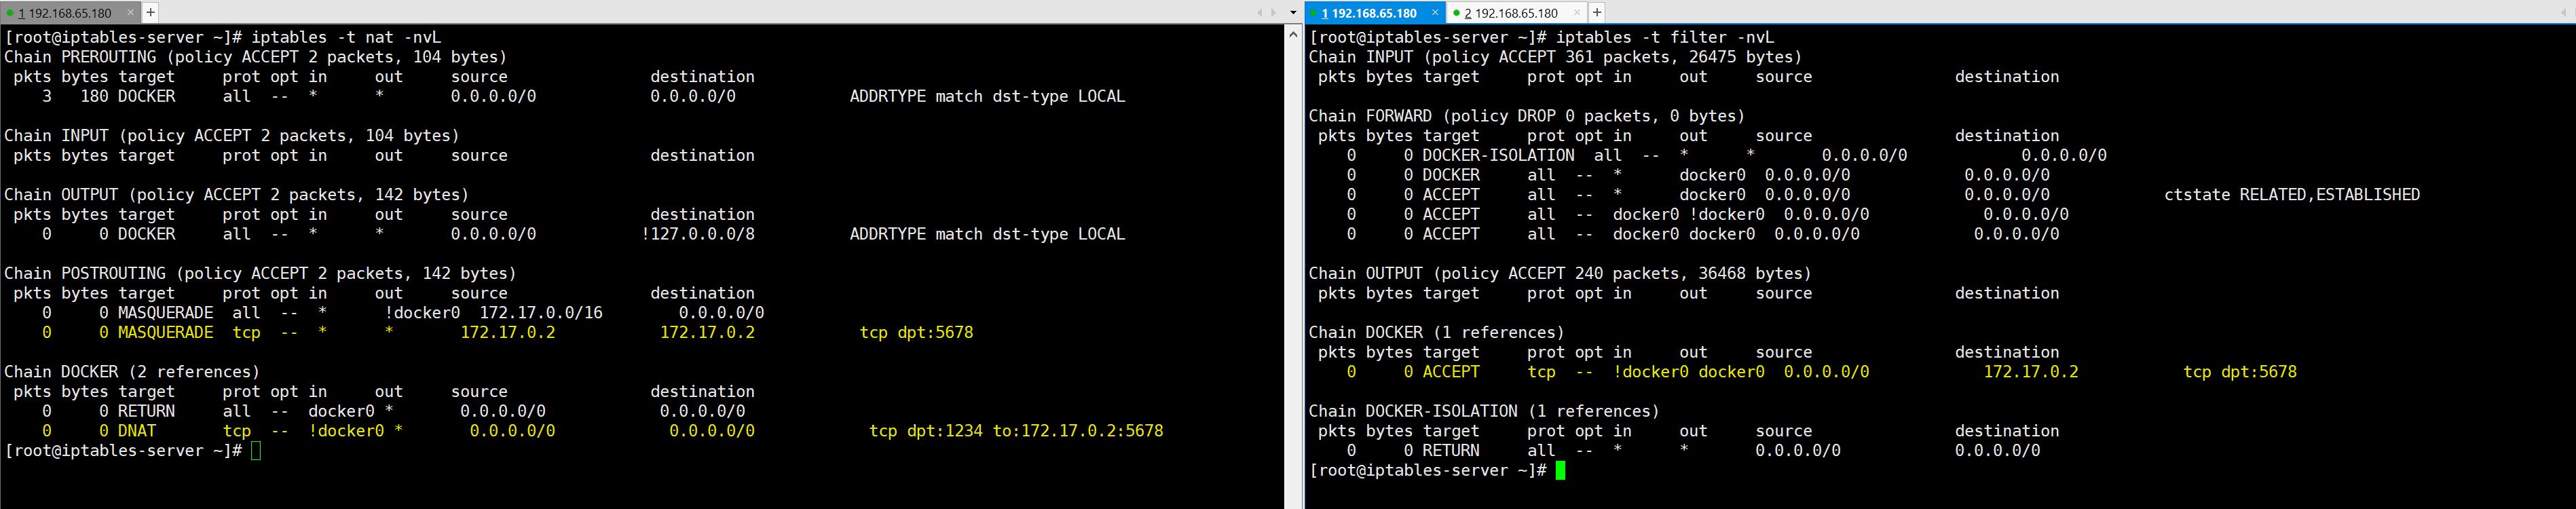 1 192.168.65.180 × +
[root@iptables-server ~]# iptables -t nat -nvL
Chain PREROUTING (policy ACCEPT 2 packets, 104 bytes)
pkts bytes target prot opt in out source destination
3 180 DOCKER all -- * * 0.0.0.0/0 0.0.0.0/0 ADDRTYPE match dst-type LOCAL
Chain INPUT (policy ACCEPT 2 packets, 104 bytes)
pkts bytes target prot opt in out source destination
Chain OUTPUT (policy ACCEPT 2 packets, 142 bytes)
pkts bytes target prot opt in out source destination
0 0 DOCKER all -- * * 0.0.0.0/0 !127.0.0.0/8 ADDRTYPE match dst-type LOCAL
Chain POSTROUTING (policy ACCEPT 2 packets, 142 bytes)
pkts bytes target prot opt in out source destination
0 0 MASQUERADE all -- * !docker0 172.17.0.0/16 0.0.0.0/0
0 0 MASQUERADE tcp -- * * 172.17.0.2 172.17.0.2 tcp dpt:5678
Chain DOCKER (2 references)
pkts bytes target prot opt in out source destination
0 0 RETURN all -- docker0 * 0.0.0.0/0 0.0.0.0/0
0 0 DNAT tcp -- !docker0 * 0.0.0.0/0 0.0.0.0/0 tcp dpt:1234 to:172.17.0.2:5678
[root@iptables-server ~]#
1 192.168.65.180 × 2 192.168.65.180 × +
[root@iptables-server ~]# iptables -t filter -nvL
Chain INPUT (policy ACCEPT 361 packets, 26475 bytes)
pkts bytes target prot opt in out source destination
Chain FORWARD (policy DROP 0 packets, 0 bytes)
pkts bytes target prot opt in out source destination
0 0 DOCKER-ISOLATION all -- * * 0.0.0.0/0 0.0.0.0/0
0 0 DOCKER all -- * docker0 0.0.0.0/0 0.0.0.0/0
0 0 ACCEPT all -- * docker0 0.0.0.0/0 0.0.0.0/0 ctstate RELATED,ESTABLISHED
0 0 ACCEPT all -- docker0 !docker0 0.0.0.0/0 0.0.0.0/0
0 0 ACCEPT all -- docker0 docker0 0.0.0.0/0 0.0.0.0/0
Chain OUTPUT (policy ACCEPT 240 packets, 36468 bytes)
pkts bytes target prot opt in out source destination
Chain DOCKER (1 references)
pkts bytes target prot opt in out source destination
0 0 ACCEPT tcp -- !docker0 docker0 0.0.0.0/0 172.17.0.2 tcp dpt:5678
Chain DOCKER-ISOLATION (1 references)
pkts bytes target prot opt in out source destination
0 0 RETURN all -- * * 0.0.0.0/0 0.0.0.0/0
[root@iptables-server ~]#